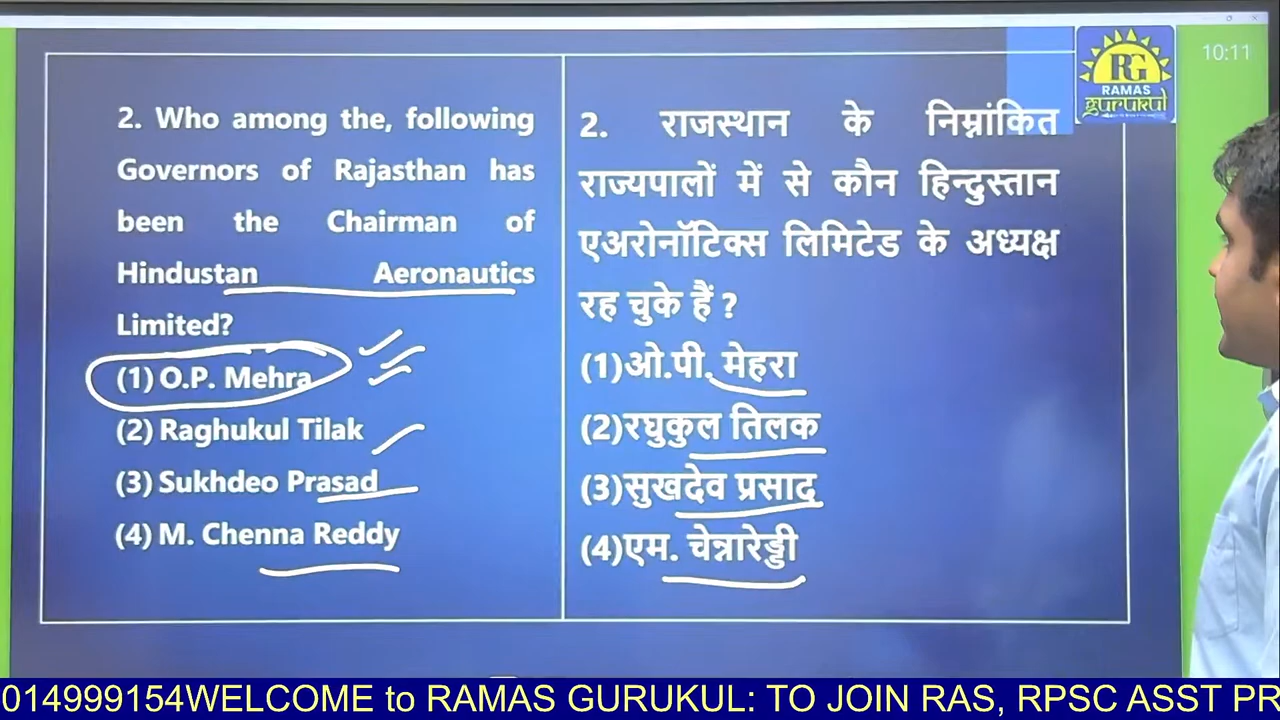 10:11
RG
RAMAS
gurukul
2. Who among the, following
Governors of Rajasthan has
been the Chairman of
Hindustan Aeronautics
Limited?
(1) O.P. Mehra
(2) Raghukul Tilak
(3) Sukhdeo Prasad
(4) M. Chenna Reddy
2. राजस्थान के निम्नांकित
राज्यपालों में से कौन हिन्दुस्तान
एअरोनॉटिक्स लिमिटेड के अध्यक्ष
रह चुके हैं ?
(1)ओ.पी. मेहरा
(2)रघुकुल तिलक
(3)सुखदेव प्रसाद
(4)एम. चेन्नारेड्डी
014999154WELCOME to RAMAS GURUKUL: TO JOIN RAS, RPSC ASST PR